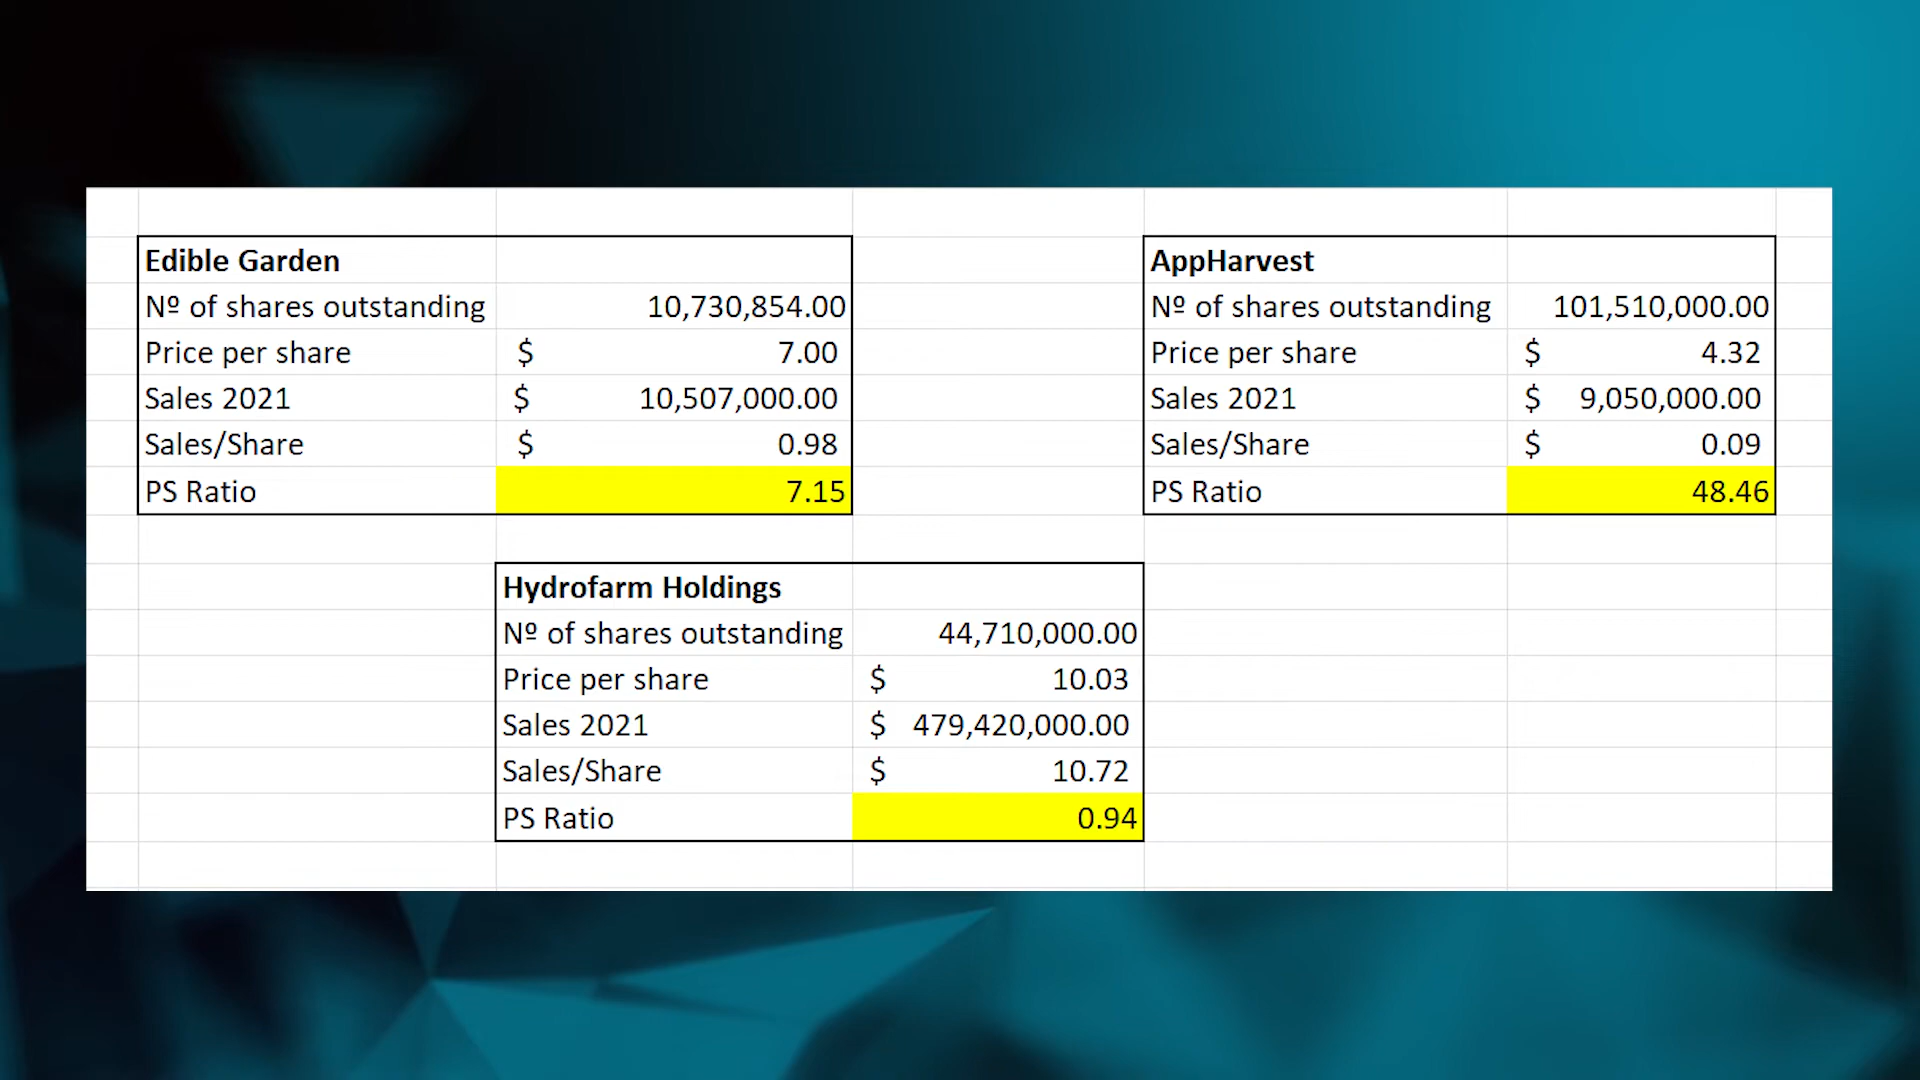 Edible Garden
Nº of shares outstanding 10,730,854.00
Price per share $ 7.00
Sales 2021 $ 10,507,000.00
Sales/Share $ 0.98
PS Ratio 7.15
AppHarvest
Nº of shares outstanding 101,510,000.00
Price per share $ 4.32
Sales 2021 $ 9,050,000.00
Sales/Share $ 0.09
PS Ratio 48.46
Hydrofarm Holdings
Nº of shares outstanding 44,710,000.00
Price per share $ 10.03
Sales 2021 $ 479,420,000.00
Sales/Share $ 10.72
PS Ratio 0.94